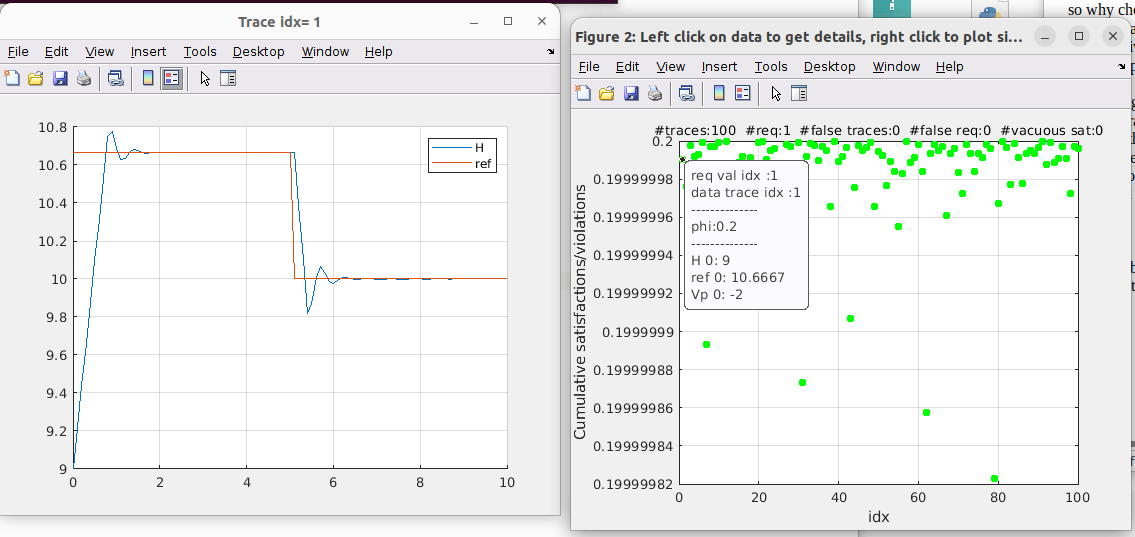 Trace idx= 1
File Edit View Insert Tools Desktop Window Help
10.8
10.6
10.4
10.2
10
9.8
9.6
9.4
9.2
9
0 2 4 6 8 10
H
ref
so why che
Figure 2: Left click on data to get details, right click to plot si...
File Edit View Insert Tools Desktop Window Help
#traces:100 #req:1 #false traces:0 #false req:0 #vacuous sat:0
Cumulative satisfactions/violations
0.2
0.19999998
0.19999996
0.19999994
0.19999992
0.1999999
0.19999988
0.19999986
0.19999984
0.19999982
0 20 40 60 80 100
idx
req val idx :1
data trace idx :1
--------------
phi:0.2
--------------
H 0: 9
ref 0: 10.6667
Vp 0: -2